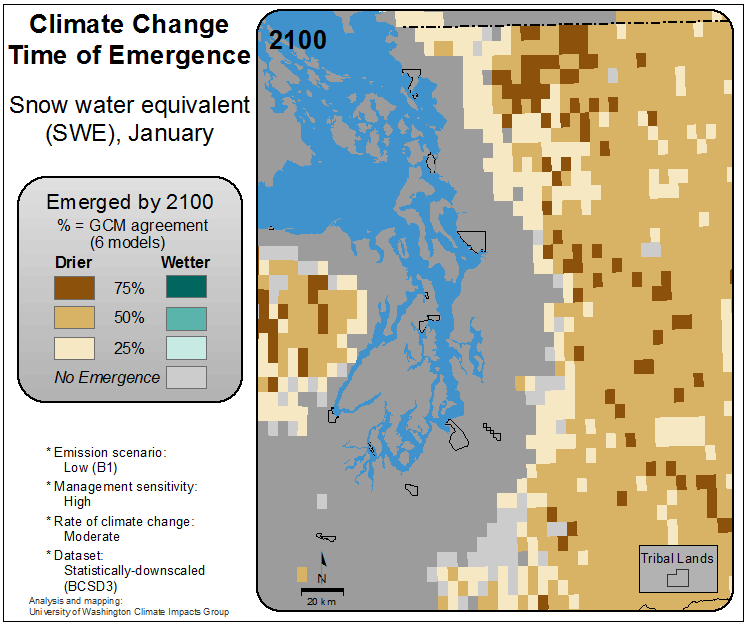 Climate Change
Time of Emergence
Snow water equivalent
(SWE), January
Emerged by 2100
% = GCM agreement
(6 models)
Drier Wetter
75%
50%
25%
No Emergence
* Emission scenario:
Low (B1)
* Management sensitivity:
High
* Rate of climate change:
Moderate
* Dataset:
Statistically-downscaled
(BCSD3)
Analysis and mapping:
University of Washington Climate Impacts Group
2100
N
20 km
Tribal Lands